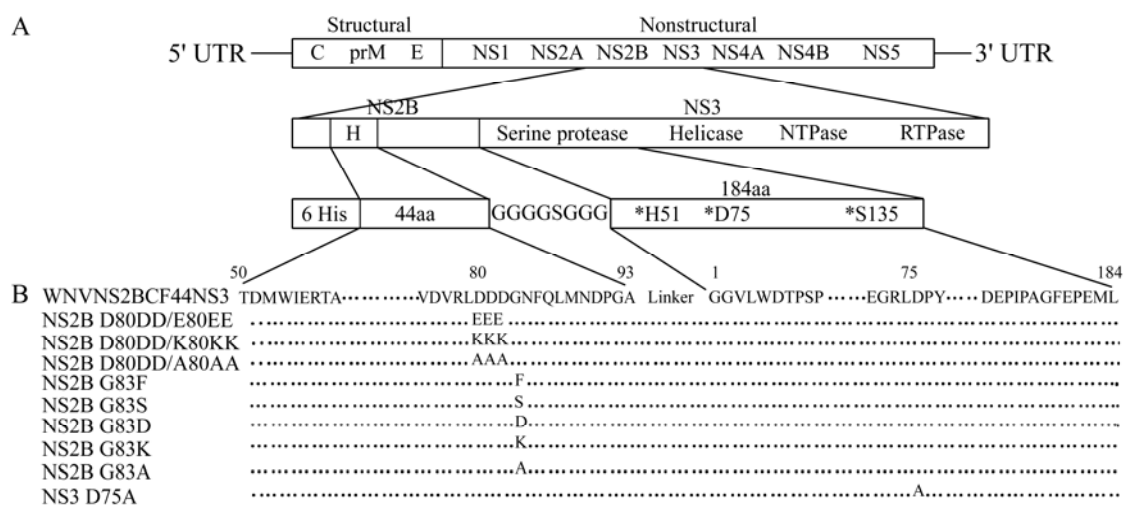 A
Structural Nonstructural
5' UTR C prM E NS1 NS2A NS2B NS3 NS4A NS4B NS5 3' UTR
NS2B NS3
H Serine protease Helicase NTPase RTPase
184aa
6 His 44aa GGGGSGGG *H51 *D75 *S135
50 80 93 1 75 184
B WNVNS2BCF44NS3 TDMWIERTA············VDVRLDDDGNFQLMNDPGA Linker GGVLWDTPSP ·····EGRLDPY·····DEPIPAGFEPEML
NS2B D80DD/E80EE EEE
NS2B D80DD/K80KK KKK
NS2B D80DD/A80AA AAA
NS2B G83F F
NS2B G83S S
NS2B G83D D
NS2B G83K K
NS2B G83A A
NS3 D75A A